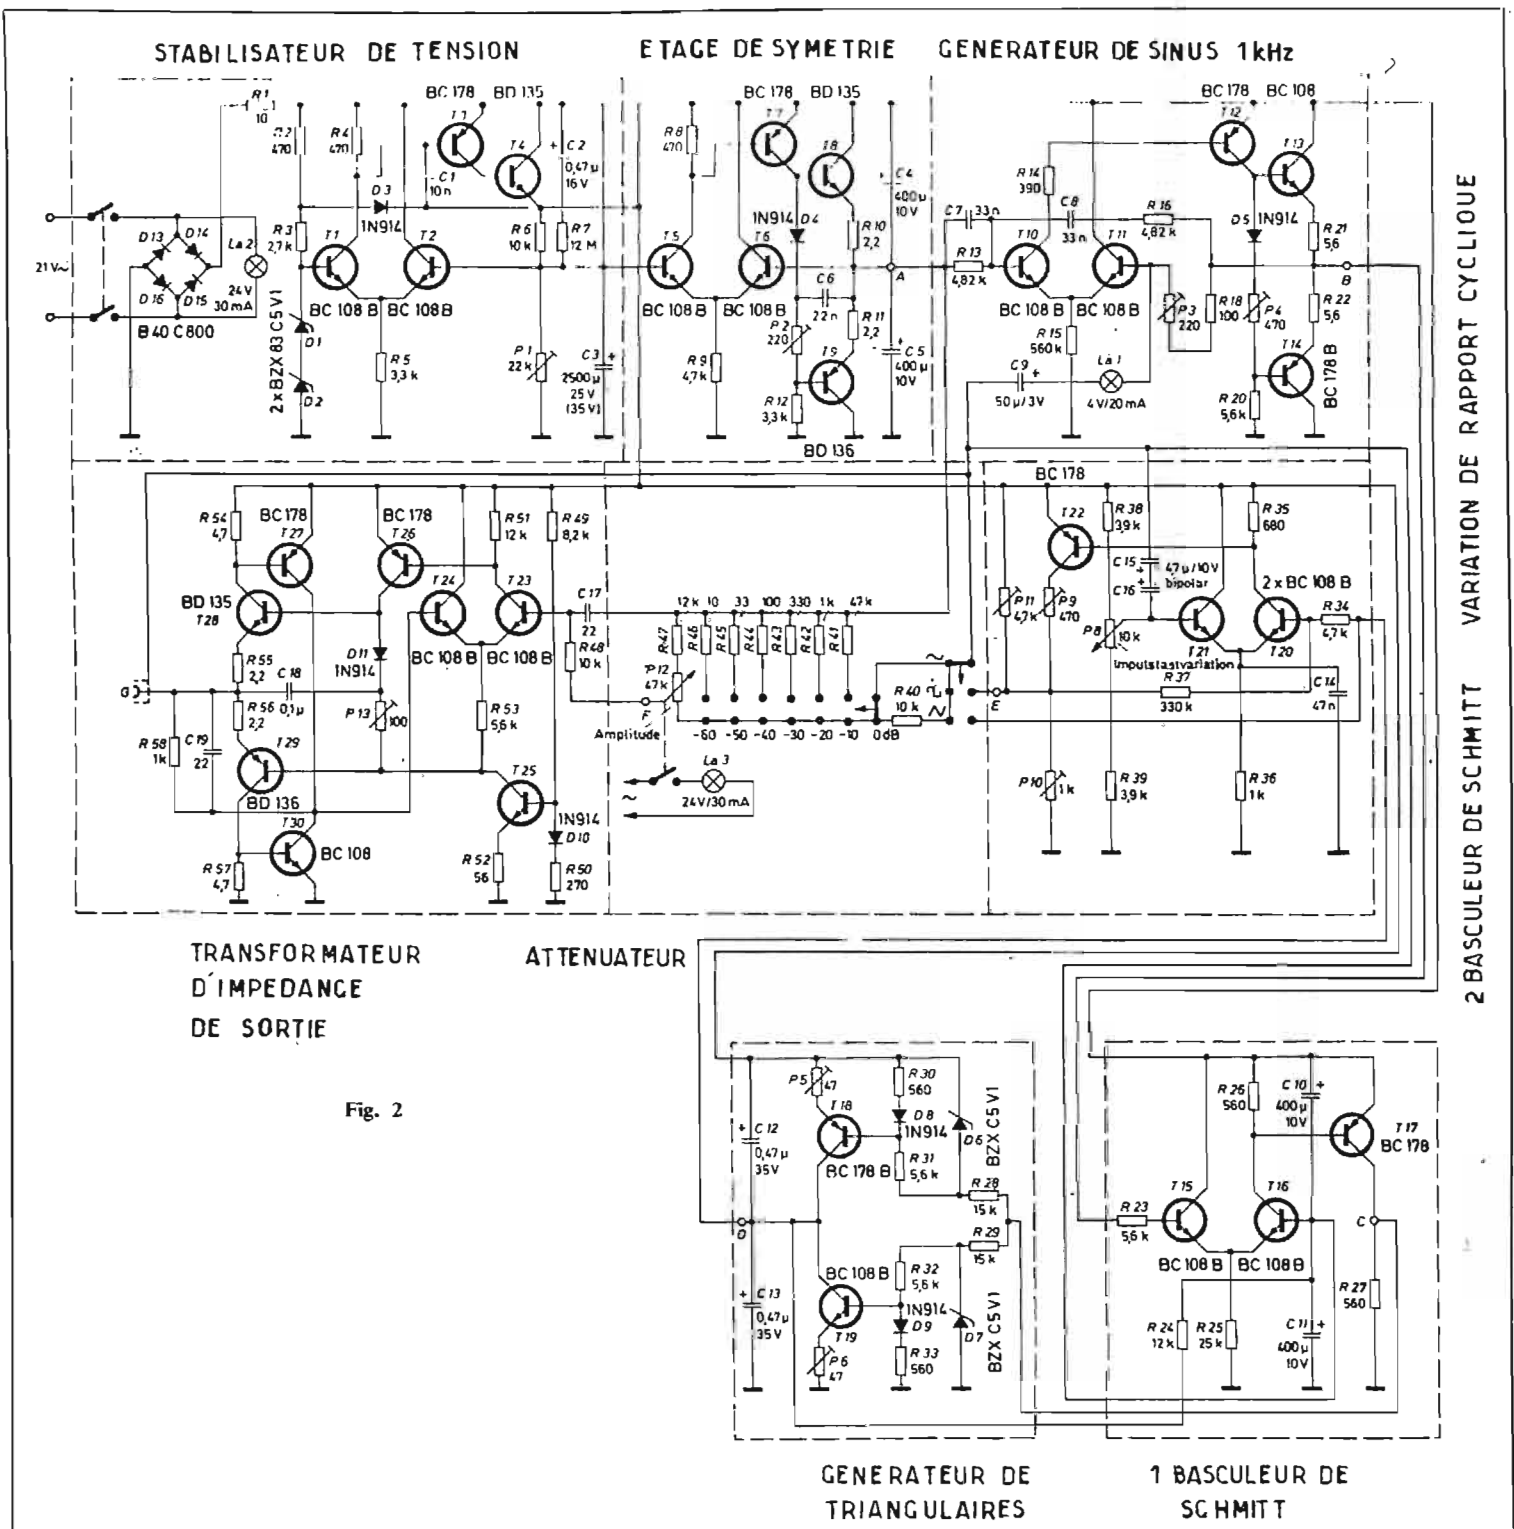 STABILISATEUR DE TENSION
ETAGE DE SYMETRIE
GENERATEUR DE SINUS 1kHz
BC 178
BD 135
R1
10
R2
470
R4
470
T4
C2
0,47µ
16V
C1
10n
D3
1N914
R3
2,7k
T1
T2
R6
10k
R7
12 M
21V~
D13
D14
D16
D15
La 2
24V
30mA
B40 C800
BC 108 B
BC 108 B
2 x BZX 83 C5 V1
D1
D2
R5
3,3k
P1
22k
C3
2500µ
25V
(35V)
BC 178
BD 135
R8
470
T7
T8
C4
400µ
10V
1N914
D4
R10
2,2
T5
T6
A
C6
22n
BC 108 B
BC 108 B
P2
220
R11
2,2
R9
4,7k
T9
C5
400µ
10V
R12
3,3k
BD 136
BC 178
BC 108
T12
T13
R14
390
C7
33n
C8
33n
R16
4,82k
D5
1N914
R21
5,6
R13
4,82k
T10
T11
B
BC 108 B
BC 108 B
P3
220
R18
100
P4
470
R22
5,6
R15
560k
La 1
4V/20mA
C9
50µ/3V
T14
BC 178B
R20
5,6k
2 BASCULEUR DE SCHMITT VARIATION DE RAPPORT CYCLIQUE
R54
4,7
BC 178
T27
BC 178
T26
R51
12k
R49
8,2k
T24
T23
C17
22
BD 135
T28
D11
1N914
BC 108 B
BC 108 B
R48
10k
R55
2,2
C18
0,1µ
G
R56
2,2
P13
100
R53
5,6k
R58
1k
C19
22
T29
BD 136
T25
T30
BC 108
1N914
D10
R57
4,7
R52
56
R50
270
12k
10
33
100
330
1k
47k
R47
R46
R45
R44
R43
R42
R41
P12
47k
F
Amplitude
-60
-50
-40
-30
-20
-10
0dB
R40
10k
~
E
La 3
24V/30mA
~
BC 178
T22
R38
3,9k
R35
680
C15
47µ/10V
bipolar
C16
2 x BC 108 B
P11
4,7k
P9
470
P8
10k
R34
4,7k
T21
T20
Impulstastvariation
R37
330k
C14
47n
P10
1k
R39
3,9k
R36
1k
TRANSFORMATEUR
D'IMPEDANCE
DE SORTIE
ATTENUATEUR
Fig. 2
P5
47
R30
560
T18
D8
1N914
D6
BZX C5 V1
C12
0,47µ
35V
BC 178 B
R31
5,6k
R28
15k
D
R29
15k
BC 108 B
R32
5,6k
C13
0,47µ
35V
1N914
D9
D7
BZX C5 V1
T19
P6
47
R33
560
R26
560
C10
400µ
10V
T17
BC 178
T15
T16
R23
5,6k
C
BC 108 B
BC 108 B
R27
560
R24
12k
R25
25k
C11
400µ
10V
GENERATEUR DE
TRIANGULAIRES
1 BASCULEUR DE
SCHMITT